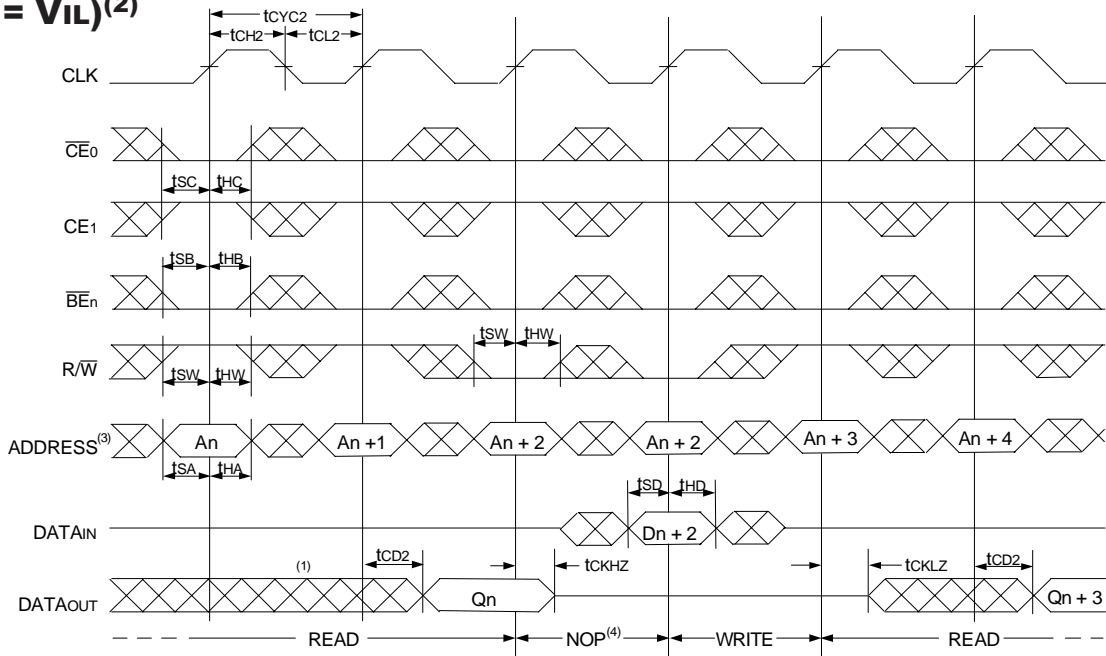 = VIL)(2)
tCYC2
tCH2 tCL2
CLK
CE0
tSC tHC
CE1
tSB tHB
BEn
tSW tHW
R/W
tSW tHW
ADDRESS(3) An An +1 An + 2 An + 2 An + 3 An + 4
tSA tHA
tSD tHD
DATAIN Dn + 2
tCD2 tCKHZ tCKLZ tCD2
(1)
DATAOUT Qn Qn + 3
READ NOP(4) WRITE READ